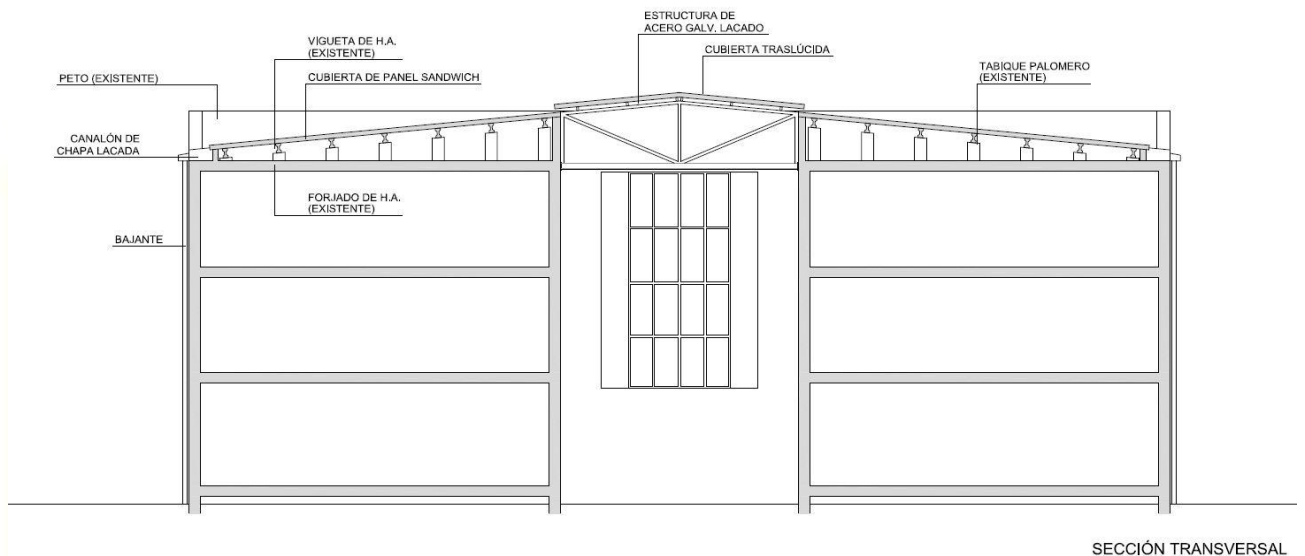 ESTRUCTURA DE
ACERO GALV. LACADO
VIGUETA DE H.A.
(EXISTENTE)
CUBIERTA TRASLÚCIDA
PETO (EXISTENTE)
CUBIERTA DE PANEL SANDWICH
TABIQUE PALOMERO
(EXISTENTE)
CANALÓN DE
CHAPA LACADA
FORJADO DE H.A.
(EXISTENTE)
BAJANTE
SECCIÓN TRANSVERSAL